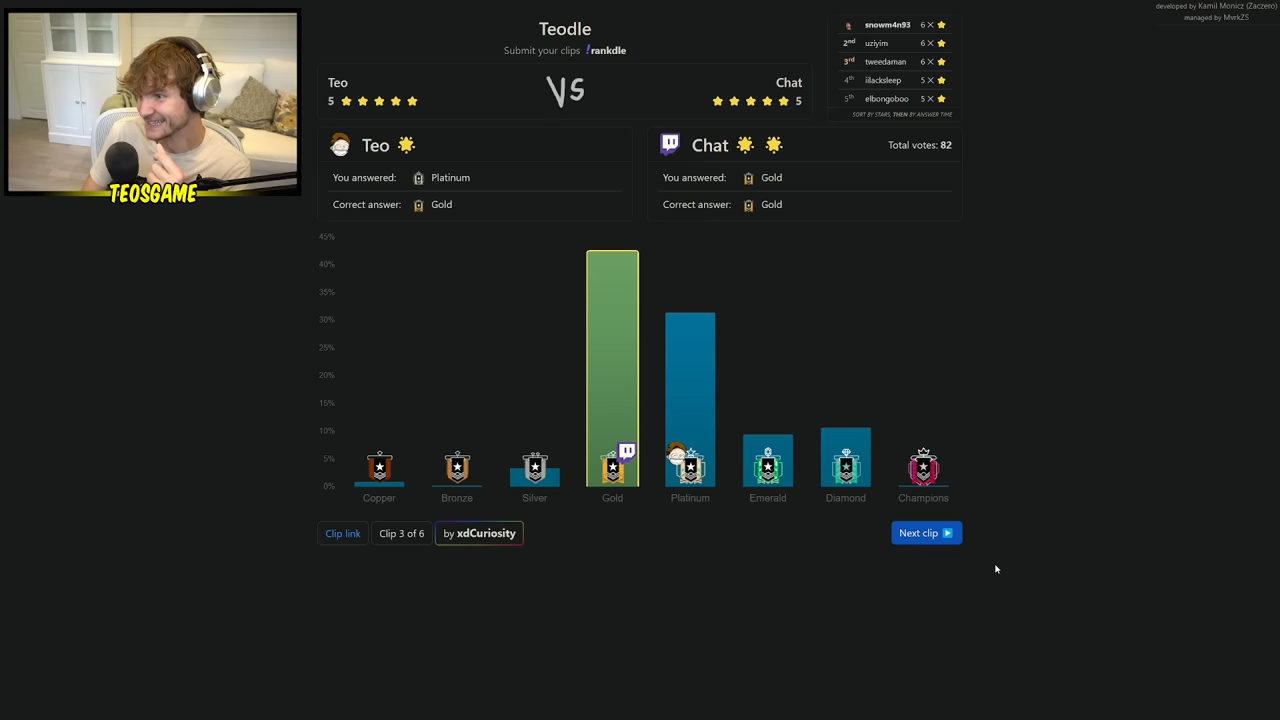 developed by Kamil Monicz (Zaczero)
managed by MvrkZS
TEOSGAME
Teodle
Submit your clips !rankdle
Teo
5
VS
Chat
5
snowm4n93 6 ×
2nd uziyim 6 ×
3rd tweedaman 6 ×
4th iilacksleep 5 ×
5th elbongoboo 5 ×
SORT BY STARS, THEN BY ANSWER TIME
Teo
You answered: Platinum
Correct answer: Gold
Chat
Total votes: 82
You answered: Gold
Correct answer: Gold
45%
40%
35%
30%
25%
20%
15%
10%
5%
0%
Copper Bronze Silver Gold Platinum Emerald Diamond Champions
Clip link
Clip 3 of 6
by xdCuriosity
Next clip